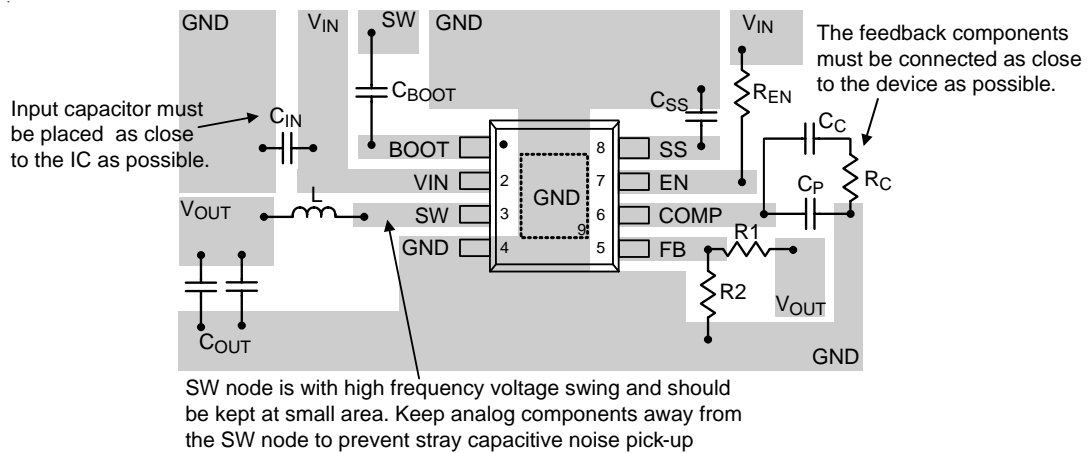 GND
VIN
SW
GND
VIN
The feedback components
must be connected as close
to the device as possible.
Input capacitor must
be placed as close
to the IC as possible.
CIN
CBOOT
CSS
REN
CC
RC
CP
BOOT
8
SS
VIN
2
7
EN
SW
3
6
COMP
GND
4
5
FB
GND
9
VOUT
L
R1
R2
VOUT
COUT
GND
SW node is with high frequency voltage swing and should
be kept at small area. Keep analog components away from
the SW node to prevent stray capacitive noise pick-up